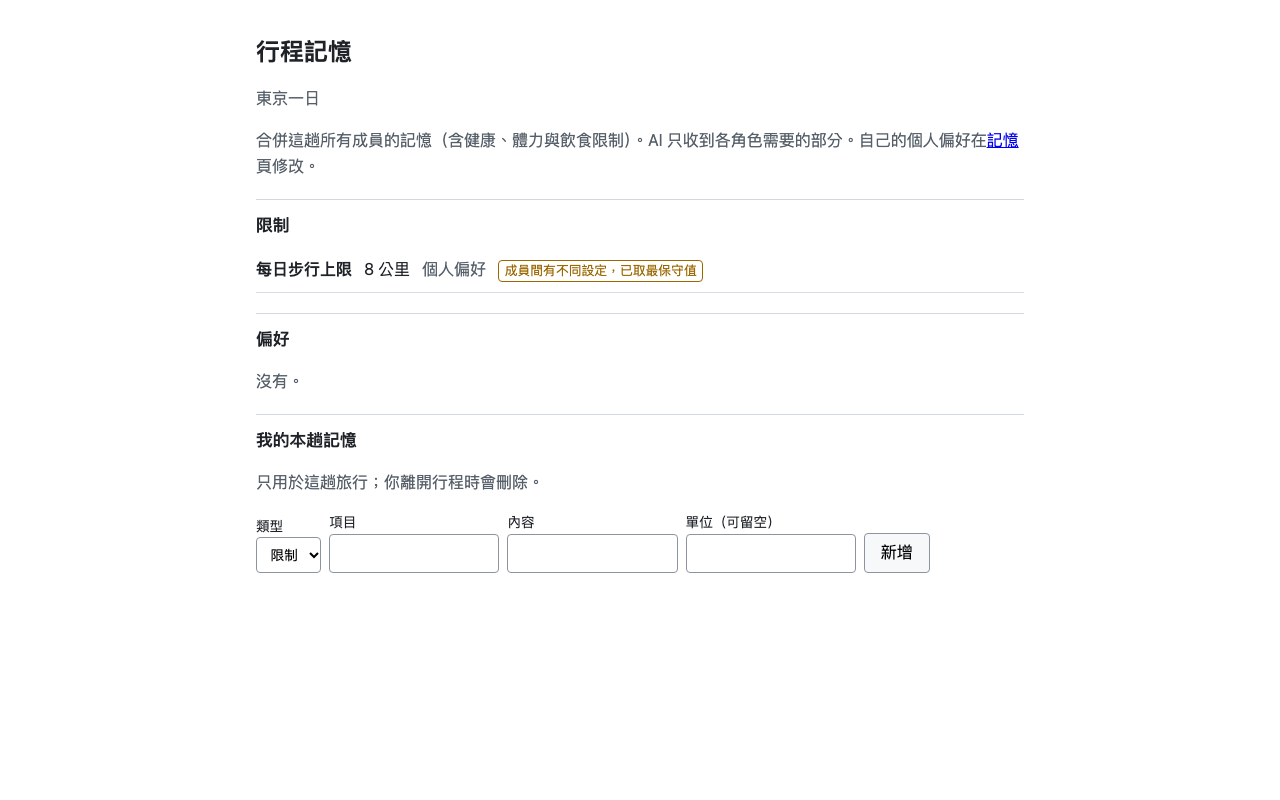 行程記憶
東京一日
合併這趟所有成員的記憶（含健康、體力與飲食限制）。AI 只收到各角色需要的部分。自己的個人偏好在記憶
頁修改。
限制
每日步行上限 8 公里 個人偏好 成員間有不同設定，已取最保守值
偏好
沒有。
我的本趟記憶
只用於這趟旅行；你離開行程時會刪除。
類型 項目 內容 單位（可留空）
限制 新增